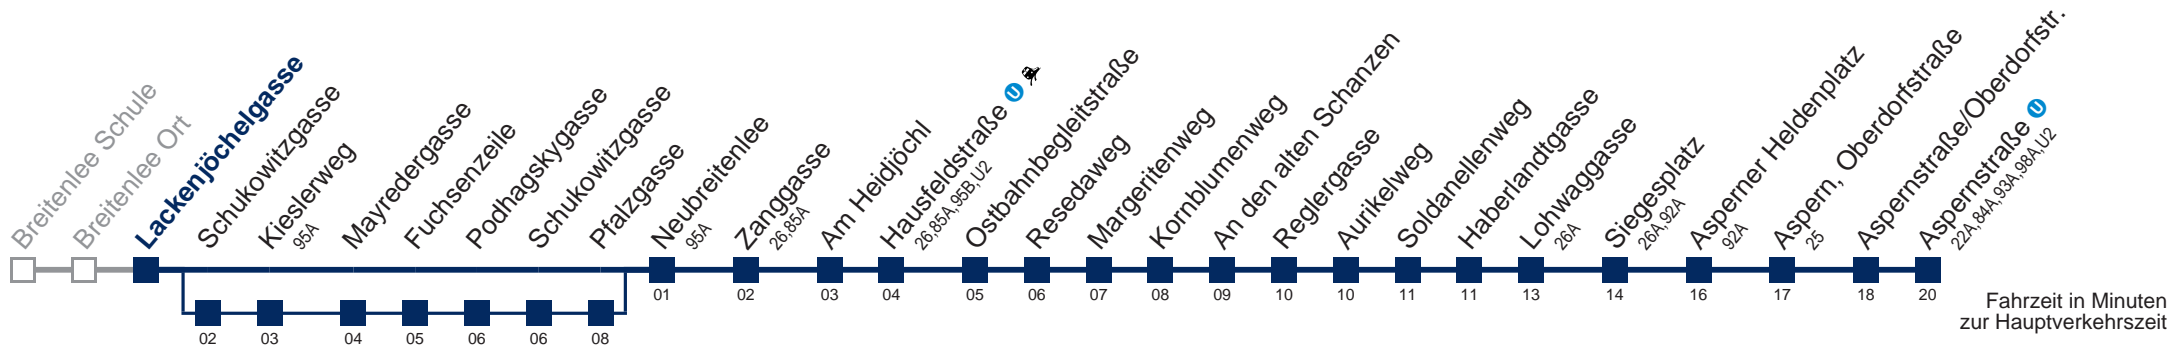 Breitenlee Schule
Breitenlee Ort
Lackenjöchelgasse
Schukowitzgasse
Kieslerweg
95A
Mayredergasse
Fuchsenzeile
Podhagskygasse
Schukowitzgasse
Pfalzgasse
Neubreitenlee
95A
Zanggasse
26,85A
Am Heidjöchl
Hausfeldstraße U
26,85A,95B,U2
Ostbahnbegleitstraße
Resedaweg
Margeritenweg
Kornblumenweg
An den alten Schanzen
Reglergasse
Aurikelweg
Soldanellenweg
Haberlandtgasse
Lohwaggasse
26A
Siegesplatz
26A,92A
Asperner Heldenplatz
92A
Aspern, Oberdorfstraße
25
Aspernstraße/Oberdorfstr.
Aspernstraße U
22A,84A,93A,98A,U2
01 02 03 04 05 06 07 08 09 10 10 11 11 13 14 16 17 18 20
02 03 04 05 06 06 08
Fahrzeit in Minuten
zur Hauptverkehrszeit